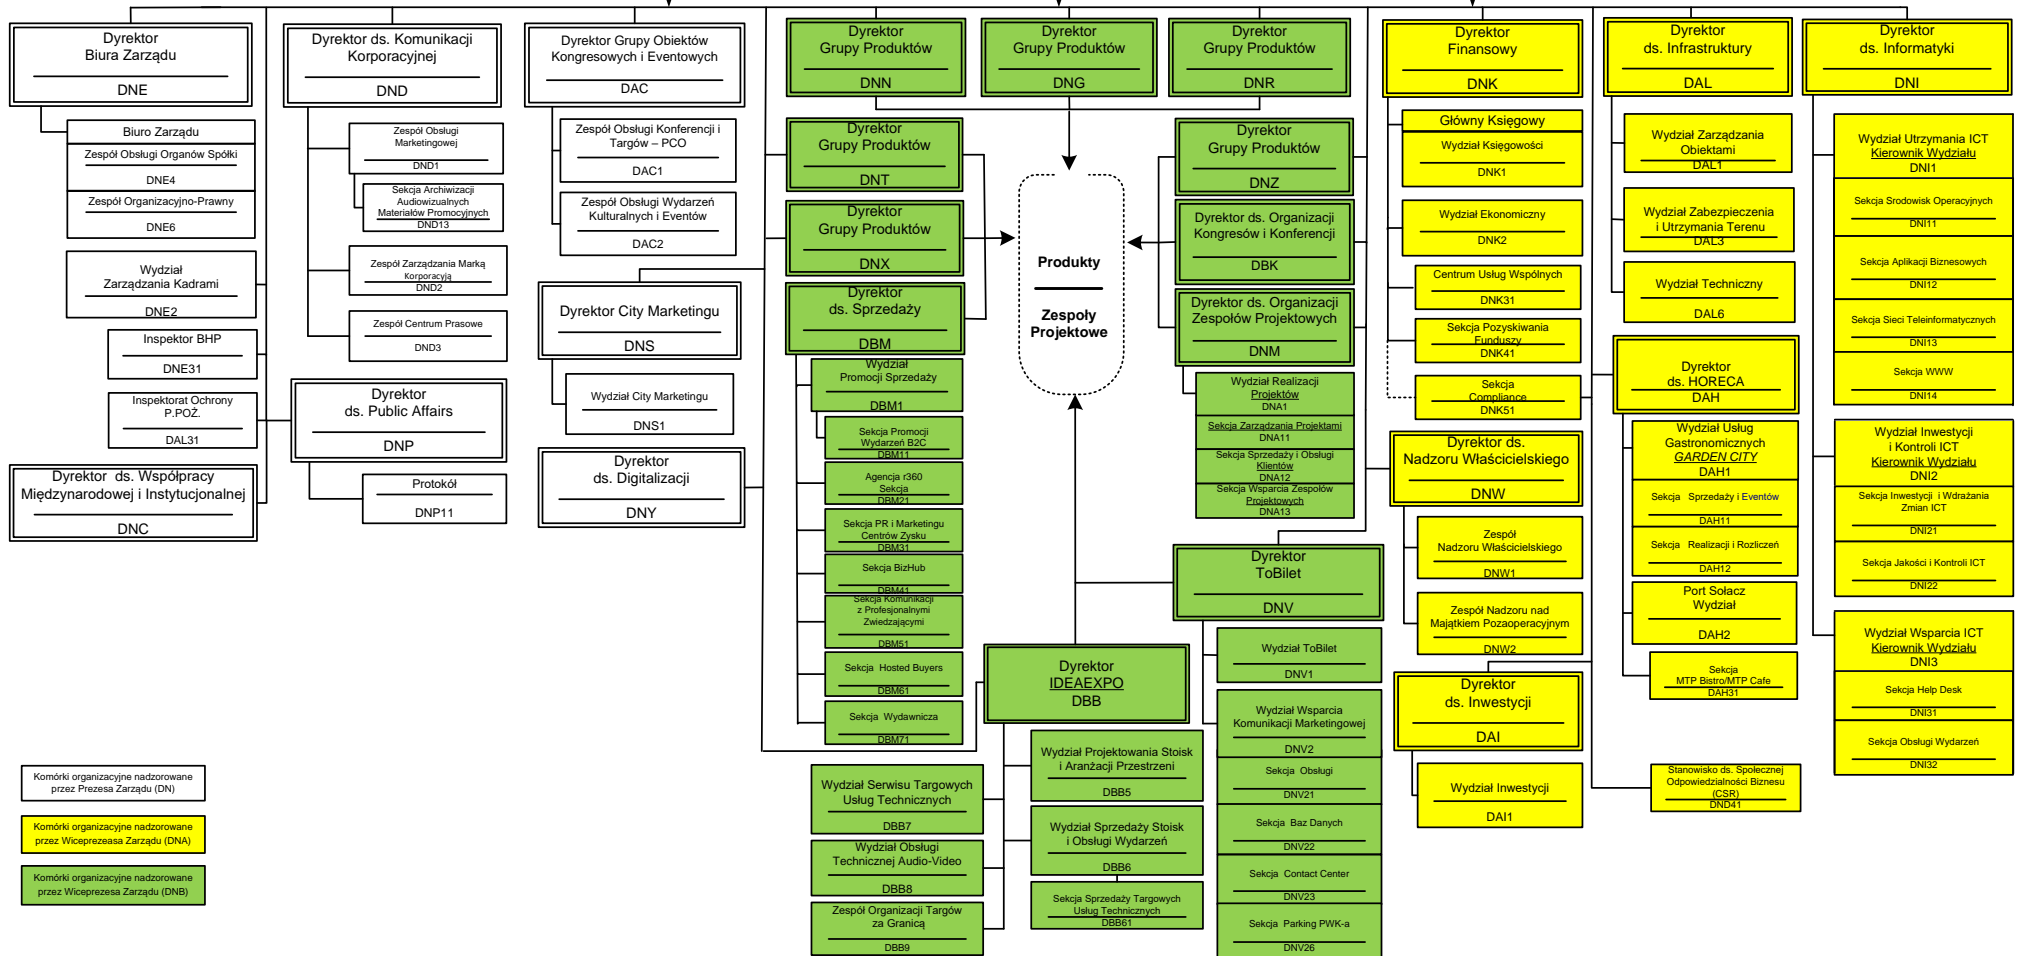 Dyrektor
Biura Zarządu
DNE
Biuro Zarządu
Zespół Obsługi Organów Spółki
DNE4
Zespół Organizacyjno-Prawny
DNE6
Wydział
Zarządzania Kadrami
DNE2
Inspektor BHP
DNE31
Inspektorat Ochrony
P.POŻ.
DAL31
Dyrektor ds. Współpracy
Międzynarodowej i Instytucjonalnej
DNC
Dyrektor ds. Komunikacji
Korporacyjnej
DND
Zespół Obsługi
Marketingowej
DND1
Sekcja Archiwizacji
Audiowizualnych
Materiałów Promocyjnych
DND13
Zespół Zarządzania Marką
Korporacyją
DND2
Zespół Centrum Prasowe
DND3
Dyrektor
ds. Public Affairs
DNP
Protokół
DNP11
Dyrektor Grupy Obiektów
Kongresowych i Eventowych
DAC
Zespół Obsługi Konferencji i
Targów – PCO
DAC1
Zespół Obsługi Wydarzeń
Kulturalnych i Eventów
DAC2
Dyrektor City Marketingu
DNS
Wydział City Marketingu
DNS1
Dyrektor
ds. Digitalizacji
DNY
Dyrektor
Grupy Produktów
DNN
Dyrektor
Grupy Produktów
DNG
Dyrektor
Grupy Produktów
DNR
Dyrektor
Grupy Produktów
DNT
Dyrektor
Grupy Produktów
DNX
Dyrektor
ds. Sprzedaży
DBM
Wydział
Promocji Sprzedaży
DBM1
Sekcja Promocji
Wydarzeń B2C
DBM11
Agencja r360
Sekcja
DBM21
Sekcja PR i Marketingu
Centrów Zysku
DBM31
Sekcja BizHub
DBM41
Sekcja Komunikacji
z Profesjonalnymi
Zwiedzającymi
DBM51
Sekcja Hosted Buyers
DBM61
Sekcja Wydawnicza
DBM71
Produkty
Zespoły
Projektowe
Dyrektor
Grupy Produktów
DNZ
Dyrektor ds. Organizacji
Kongresów i Konferencji
DBK
Dyrektor ds. Organizacji
Zespołów Projektowych
DNM
Wydział Realizacji
Projektów
DNA1
Sekcja Zarządzania Projektami
DNA11
Sekcja Sprzedaży i Obsługi
Klientów
DNA12
Sekcja Wsparcia Zespołów
Projektowych
DNA13
Dyrektor
ToBilet
DNV
Wydział ToBilet
DNV1
Wydział Wsparcia
Komunikacji Marketingowej
DNV2
Sekcja Obsługi
DNV21
Sekcja Baz Danych
DNV22
Sekcja Contact Center
DNV23
Sekcja Parking PWK-a
DNV26
Dyrektor
IDEAEXPO
DBB
Wydział Projektowania Stoisk
i Aranżacji Przestrzeni
DBB5
Wydział Sprzedaży Stoisk
i Obsługi Wydarzeń
DBB6
Sekcja Sprzedaży Targowych
Usług Technicznych
DBB61
Wydział Serwisu Targowych
Usług Technicznych
DBB7
Wydział Obsługi
Technicznej Audio-Video
DBB8
Zespół Organizacji Targów
za Granicą
DBB9
Dyrektor
Finansowy
DNK
Główny Księgowy
Wydział Księgowości
DNK1
Wydział Ekonomiczny
DNK2
Centrum Usług Wspólnych
DNK31
Sekcja Pozyskiwania
Funduszy
DNK41
Sekcja
Compliance
DNK51
Dyrektor ds.
Nadzoru Właścicielskiego
DNW
Zespół
Nadzoru Właścicielskiego
DNW1
Zespół Nadzoru nad
Majątkiem Pozaoperacyjnym
DNW2
Dyrektor
ds. Inwestycji
DAI
Wydział Inwestycji
DAI1
Dyrektor
ds. Infrastruktury
DAL
Wydział Zarządzania
Obiektami
DAL1
Wydział Zabezpieczenia
i Utrzymania Terenu
DAL3
Wydział Techniczny
DAL6
Dyrektor
ds. HORECA
DAH
Wydział Usług
Gastronomicznych
GARDEN CITY
DAH1
Sekcja Sprzedaży i Eventów
DAH11
Sekcja Realizacji i Rozliczeń
DAH12
Port Sołacz
Wydział
DAH2
Sekcja
MTP Bistro/MTP Cafe
DAH31
Stanowisko ds. Społecznej
Odpowiedzialności Biznesu
(CSR)
DND41
Dyrektor
ds. Informatyki
DNI
Wydział Utrzymania ICT
Kierownik Wydziału
DNI1
Sekcja Srodowisk Operacyjnych
DNI11
Sekcja Aplikacji Biznesowych
DNI12
Sekcja Sieci Teleinformatycznych
DNI13
Sekcja WWW
DNI14
Wydział Inwestycji
i Kontroli ICT
Kierownik Wydziału
DNI2
Sekcja Inwestycji i Wdrażania
Zmian ICT
DNI21
Sekcja Jakości i Kontroli ICT
DNI22
Wydział Wsparcia ICT
Kierownik Wydziału
DNI3
Sekcja Help Desk
DNI31
Sekcja Obsługi Wydarzeń
DNI32
Komórki organizacyjne nadzorowane
przez Prezesa Zarządu (DN)
Komórki organizacyjne nadzorowane
przez Wiceprezeasa Zarządu (DNA)
Komórki organizacyjne nadzorowane
przez Wiceprezesa Zarządu (DNB)